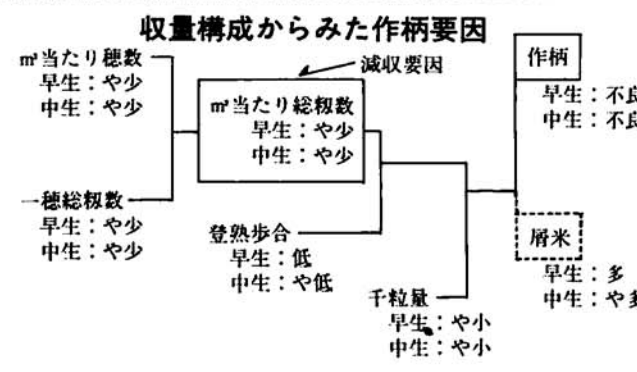 収量構成からみた作柄要因
㎡当たり穂数
早生：や少
中生：や少
減収要因
㎡当たり総籾数
早生：や少
中生：や少
一穂総籾数
早生：や少
中生：や少
登熟歩合
早生：低
中生：や低
千粒量
早生：や小
中生：や小
作柄
早生：不良
中生：不良
屑米
早生：多
中生：や多